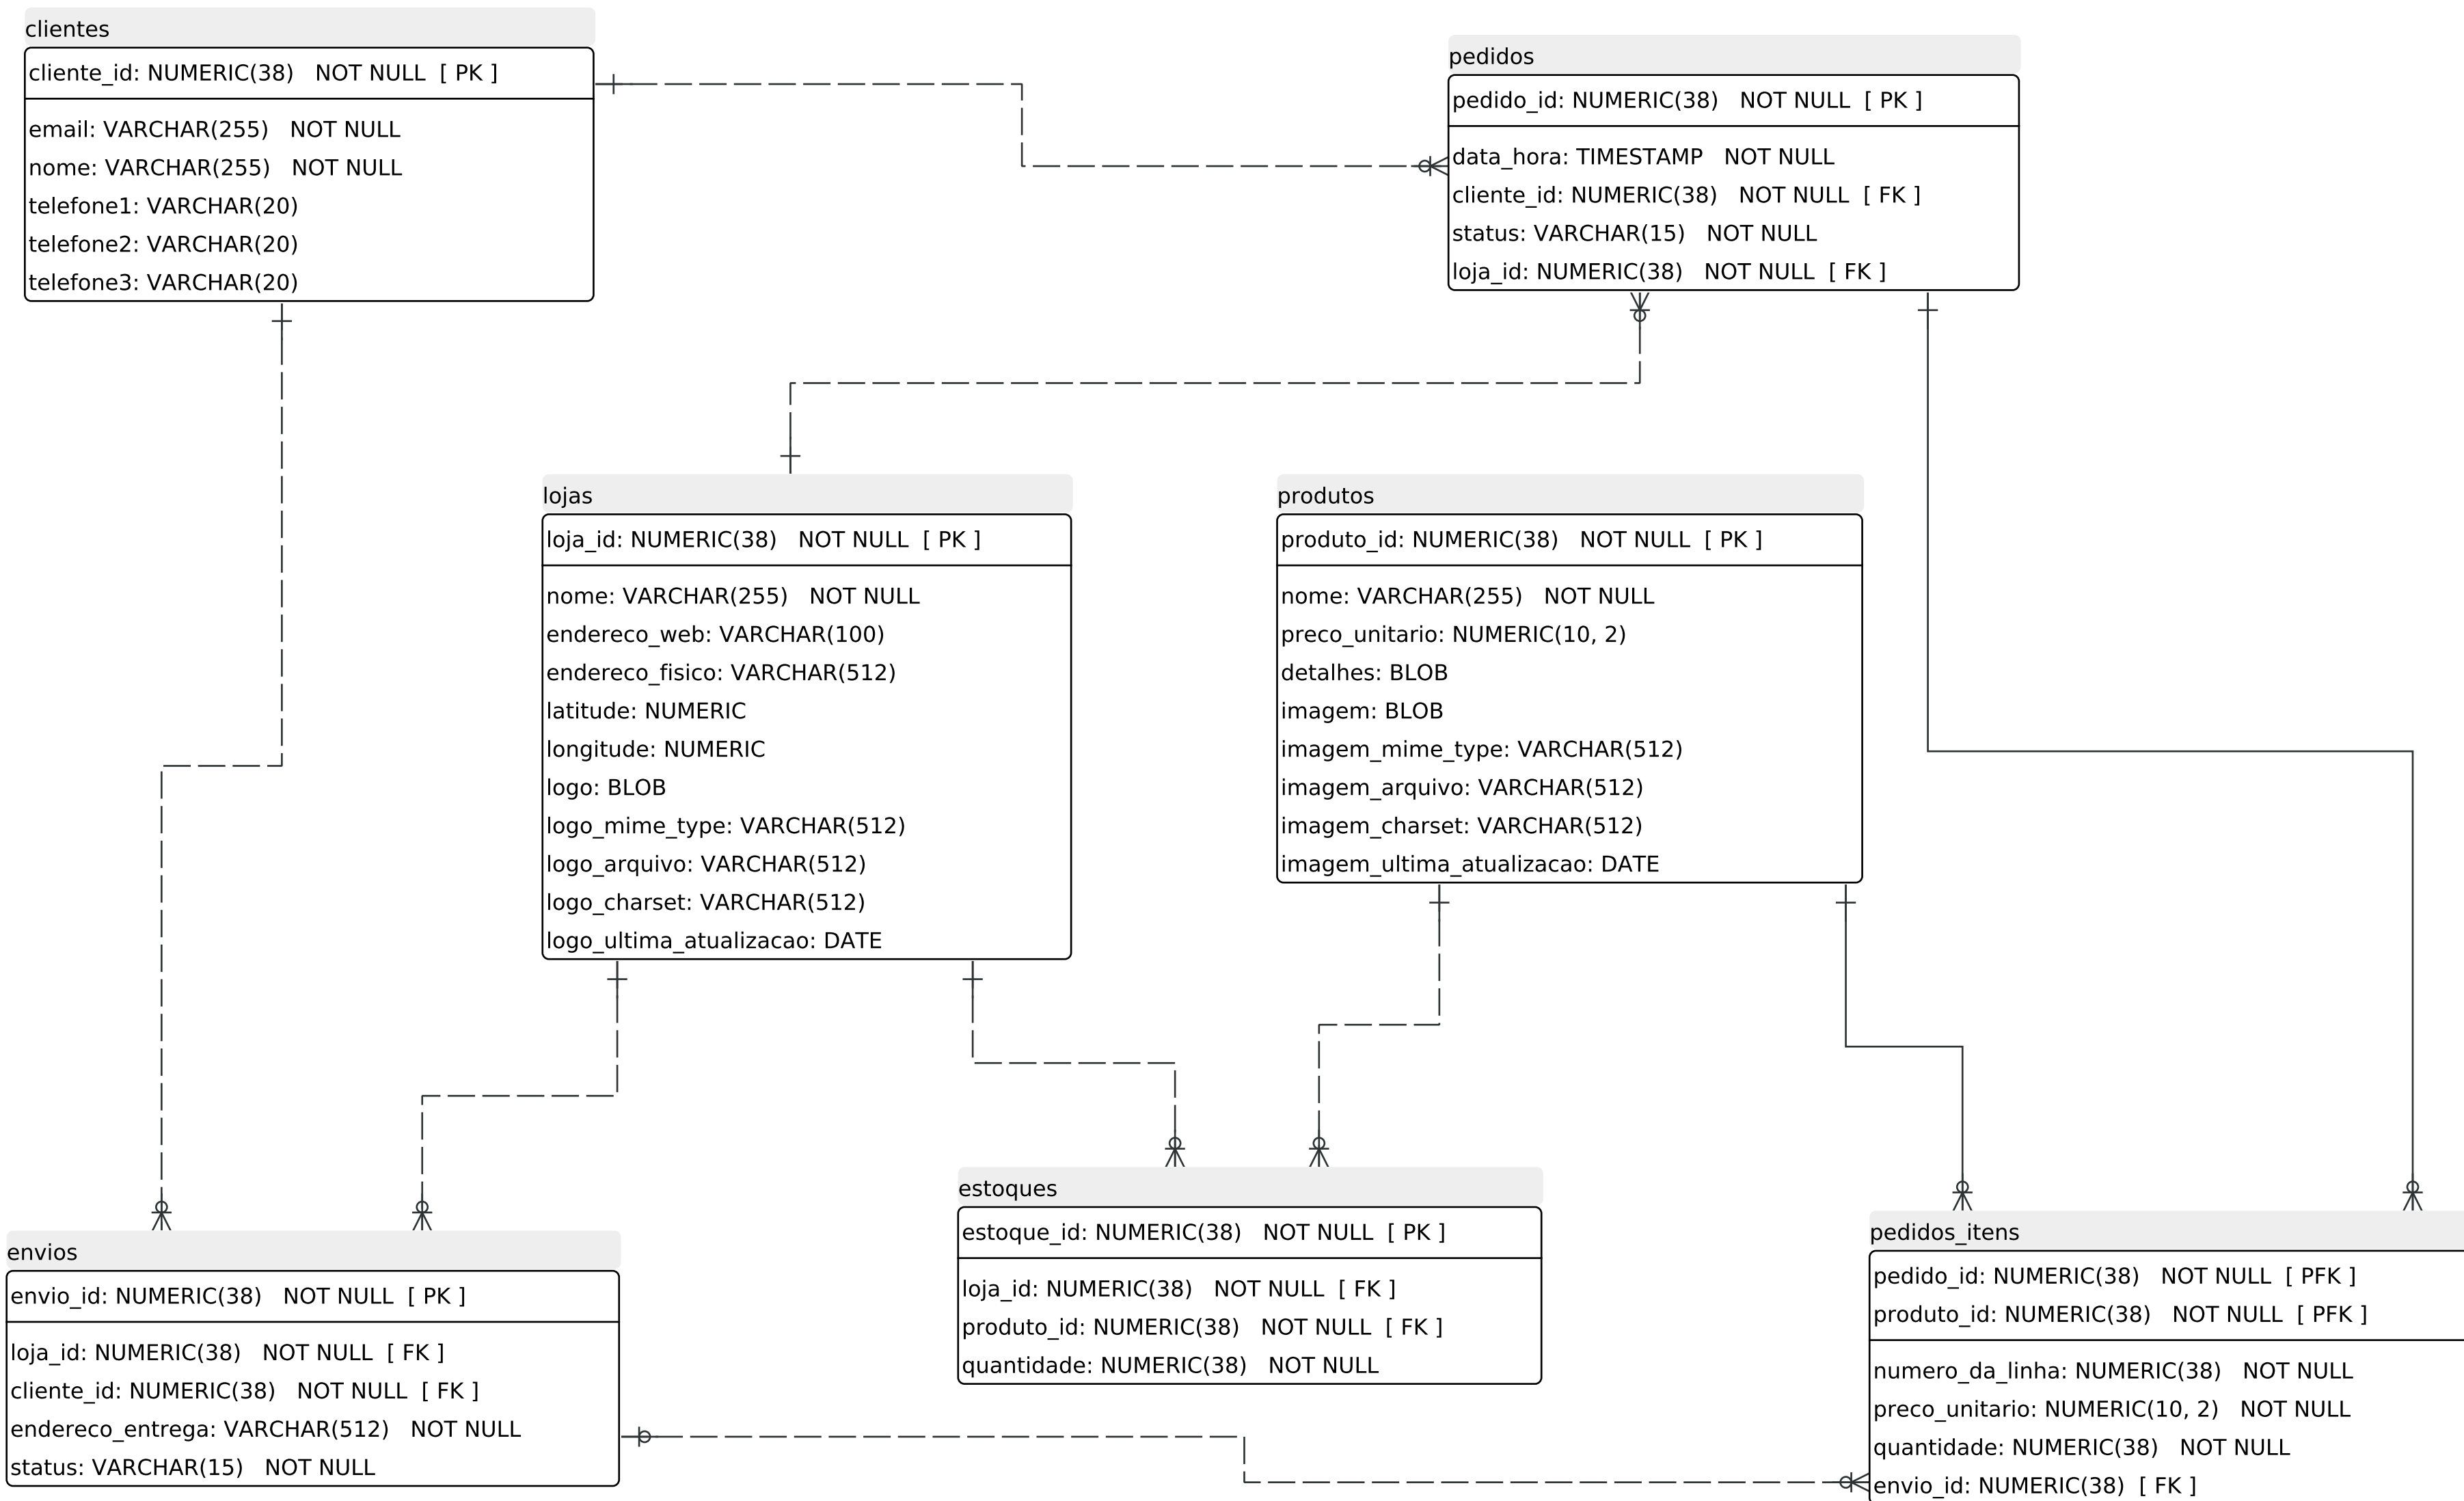 clientes
cliente_id: NUMERIC(38) NOT NULL [ PK ]
email: VARCHAR(255) NOT NULL
nome: VARCHAR(255) NOT NULL
telefone1: VARCHAR(20)
telefone2: VARCHAR(20)
telefone3: VARCHAR(20)
pedidos
pedido_id: NUMERIC(38) NOT NULL [ PK ]
data_hora: TIMESTAMP NOT NULL
cliente_id: NUMERIC(38) NOT NULL [ FK ]
status: VARCHAR(15) NOT NULL
loja_id: NUMERIC(38) NOT NULL [ FK ]
lojas
loja_id: NUMERIC(38) NOT NULL [ PK ]
nome: VARCHAR(255) NOT NULL
endereco_web: VARCHAR(100)
endereco_fisico: VARCHAR(512)
latitude: NUMERIC
longitude: NUMERIC
logo: BLOB
logo_mime_type: VARCHAR(512)
logo_arquivo: VARCHAR(512)
logo_charset: VARCHAR(512)
logo_ultima_atualizacao: DATE
produtos
produto_id: NUMERIC(38) NOT NULL [ PK ]
nome: VARCHAR(255) NOT NULL
preco_unitario: NUMERIC(10, 2)
detalhes: BLOB
imagem: BLOB
imagem_mime_type: VARCHAR(512)
imagem_arquivo: VARCHAR(512)
imagem_charset: VARCHAR(512)
imagem_ultima_atualizacao: DATE
envios
envio_id: NUMERIC(38) NOT NULL [ PK ]
loja_id: NUMERIC(38) NOT NULL [ FK ]
cliente_id: NUMERIC(38) NOT NULL [ FK ]
endereco_entrega: VARCHAR(512) NOT NULL
status: VARCHAR(15) NOT NULL
estoques
estoque_id: NUMERIC(38) NOT NULL [ PK ]
loja_id: NUMERIC(38) NOT NULL [ FK ]
produto_id: NUMERIC(38) NOT NULL [ FK ]
quantidade: NUMERIC(38) NOT NULL
pedidos_itens
pedido_id: NUMERIC(38) NOT NULL [ PFK ]
produto_id: NUMERIC(38) NOT NULL [ PFK ]
numero_da_linha: NUMERIC(38) NOT NULL
preco_unitario: NUMERIC(10, 2) NOT NULL
quantidade: NUMERIC(38) NOT NULL
envio_id: NUMERIC(38) [ FK ]